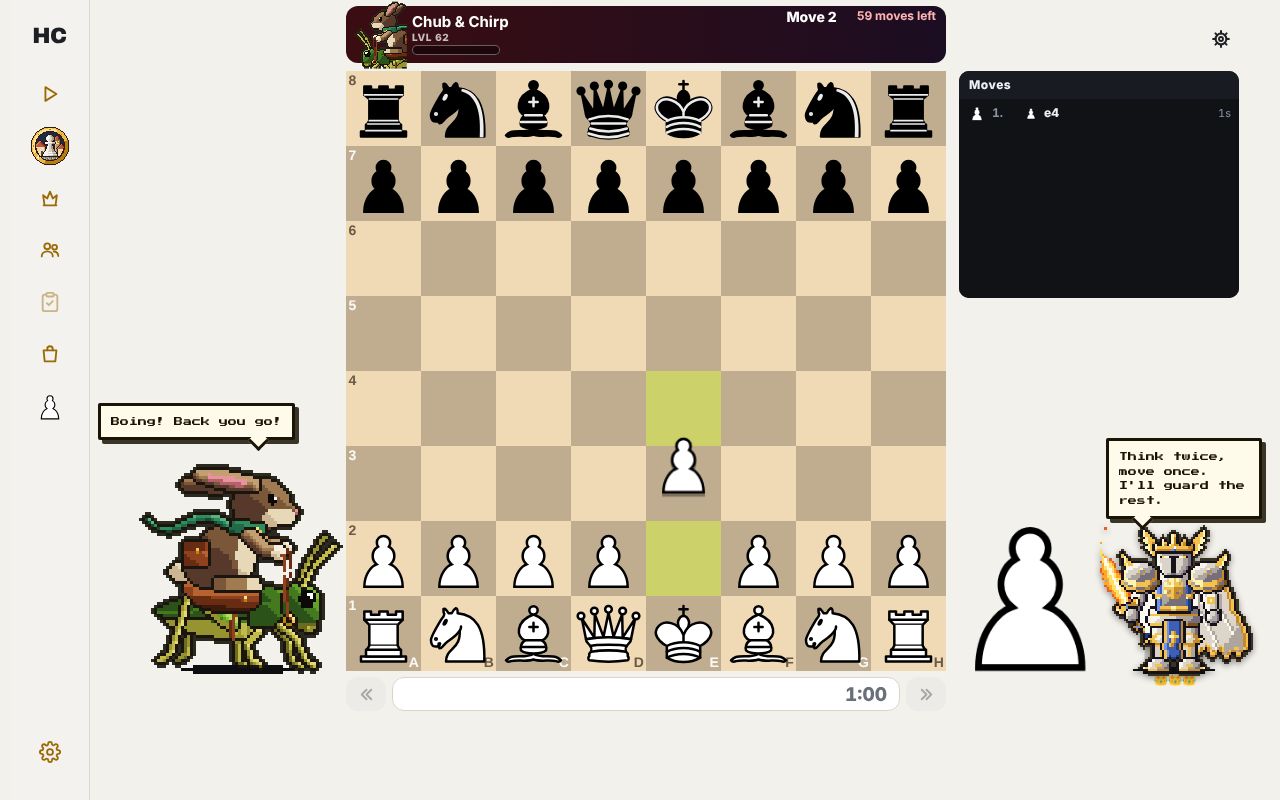 HC
Chub & Chirp
LVL 62
Move 2
59 moves left
Moves
1. e4 1s
8
7
6
5
4
3
2
1
A B C D E F G H
Boing! Back you go!
Think twice,
move once.
I'll guard the
rest.
1:00